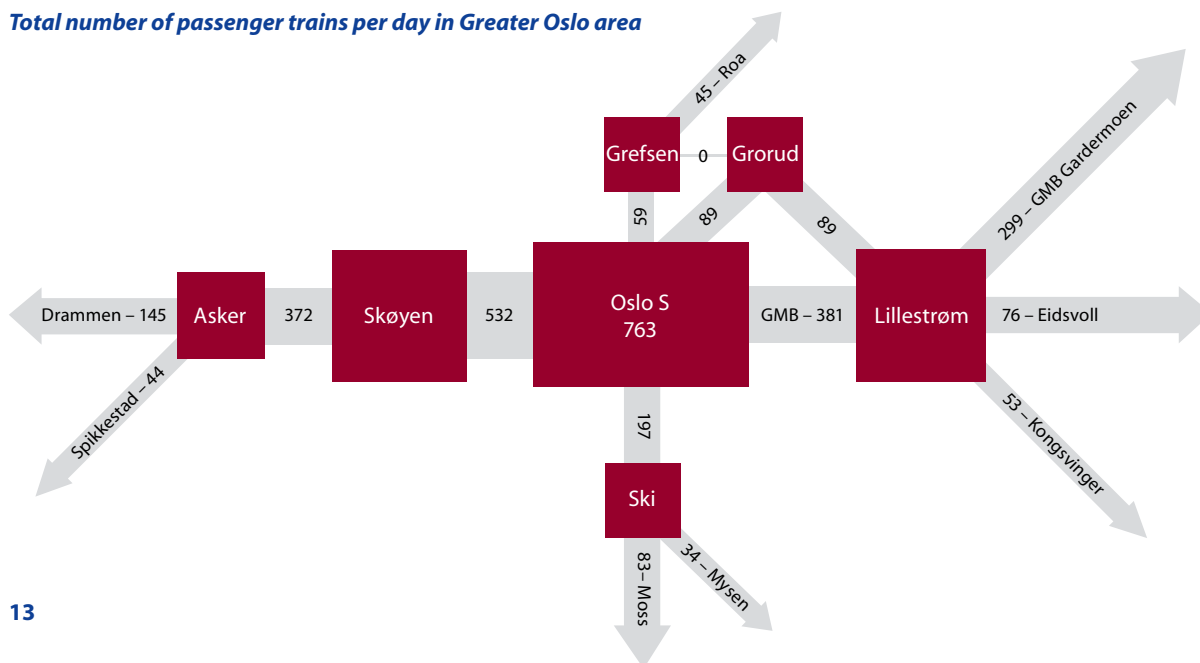 Total number of passenger trains per day in Greater Oslo area
45 – Roa
Grefsen
0
Grorud
299 – GMB Gardermoen
59
89
89
Drammen – 145
Asker
372
Skøyen
532
Oslo S
763
GMB – 381
Lillestrøm
76 – Eidsvoll
Spikkestad – 44
197
53 – Kongsvinger
Ski
83 – Moss
34 – Mysen
13